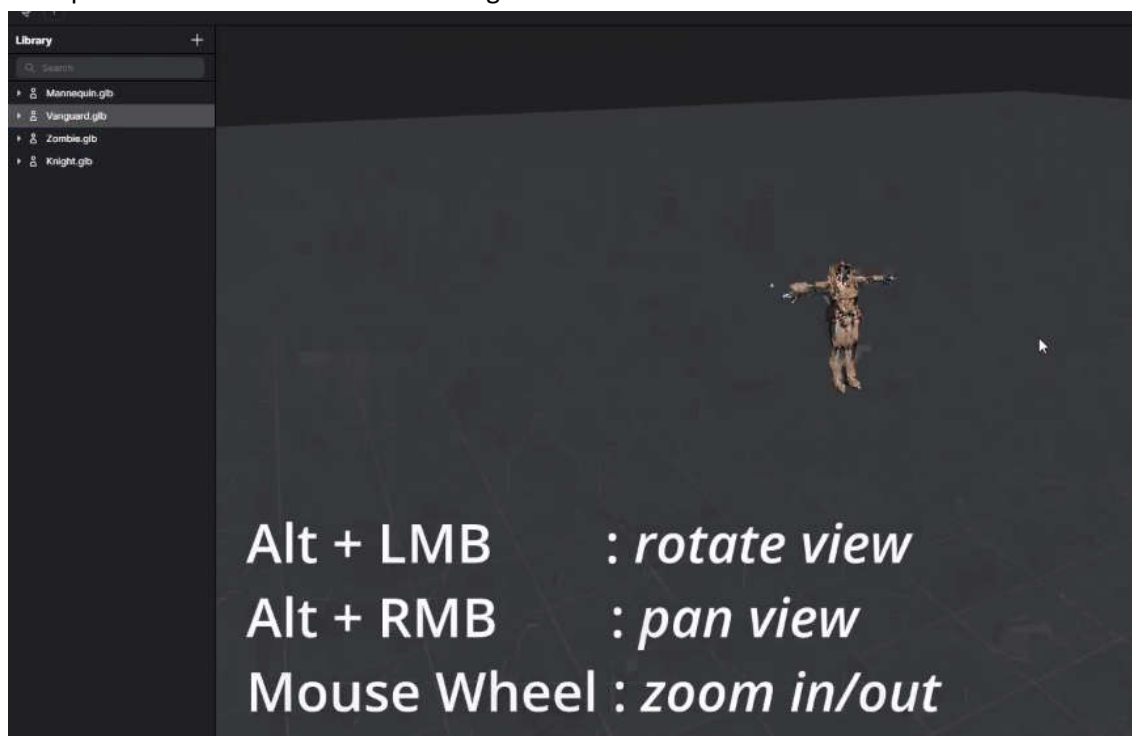 Library +
Search
Mannequin.glb
Vanguard.glb
Zombie.glb
Knight.glb
Alt + LMB : rotate view
Alt + RMB : pan view
Mouse Wheel : zoom in/out